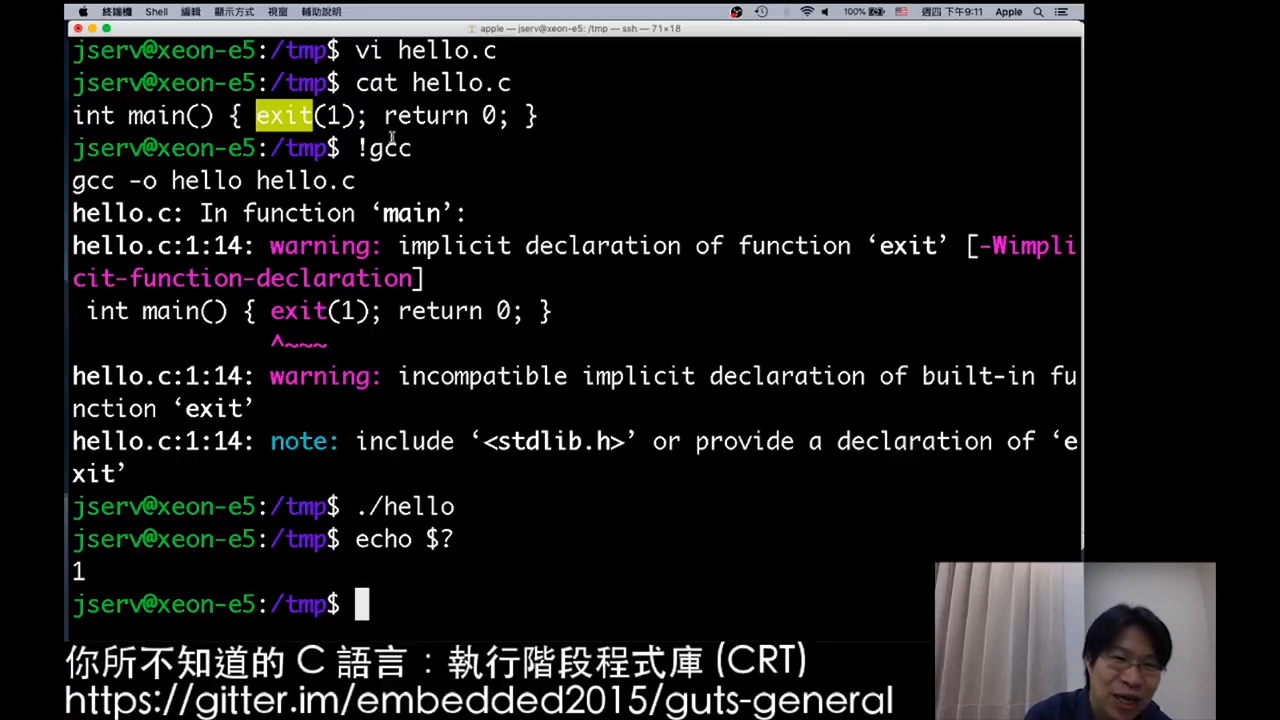 終端機 Shell 編輯 顯示方式 視窗 輔助說明 100% 週四 下午9:11 Apple
apple — jserv@xeon-e5: /tmp — ssh — 71×18
jserv@xeon-e5:/tmp$ vi hello.c
jserv@xeon-e5:/tmp$ cat hello.c
int main() { exit(1); return 0; }
jserv@xeon-e5:/tmp$ !gcc
gcc -o hello hello.c
hello.c: In function ‘main’:
hello.c:1:14: warning: implicit declaration of function ‘exit’ [-Wimpli
cit-function-declaration]
int main() { exit(1); return 0; }
^~~~
hello.c:1:14: warning: incompatible implicit declaration of built-in fu
nction ‘exit’
hello.c:1:14: note: include ‘<stdlib.h>’ or provide a declaration of ‘e
xit’
jserv@xeon-e5:/tmp$ ./hello
jserv@xeon-e5:/tmp$ echo $?
1
jserv@xeon-e5:/tmp$
你所不知道的 C 語言：執行階段程式庫 (CRT)
https://gitter.im/embedded2015/guts-general